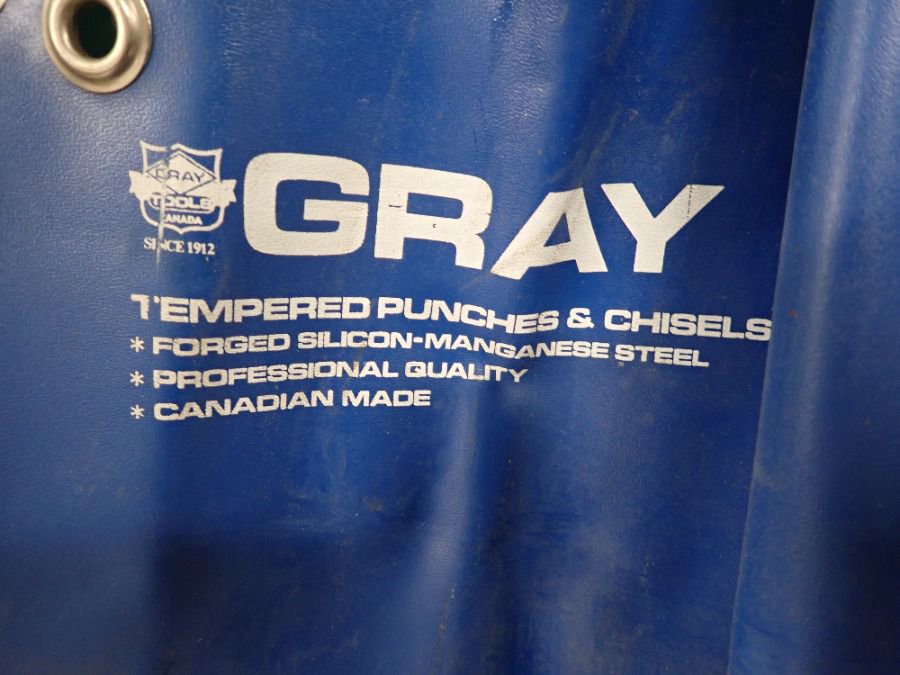 GRAY
TOOLS
CANADA
SINCE 1912
GRAY
TEMPERED PUNCHES & CHISELS
* FORGED SILICON-MANGANESE STEEL
* PROFESSIONAL QUALITY
* CANADIAN MADE